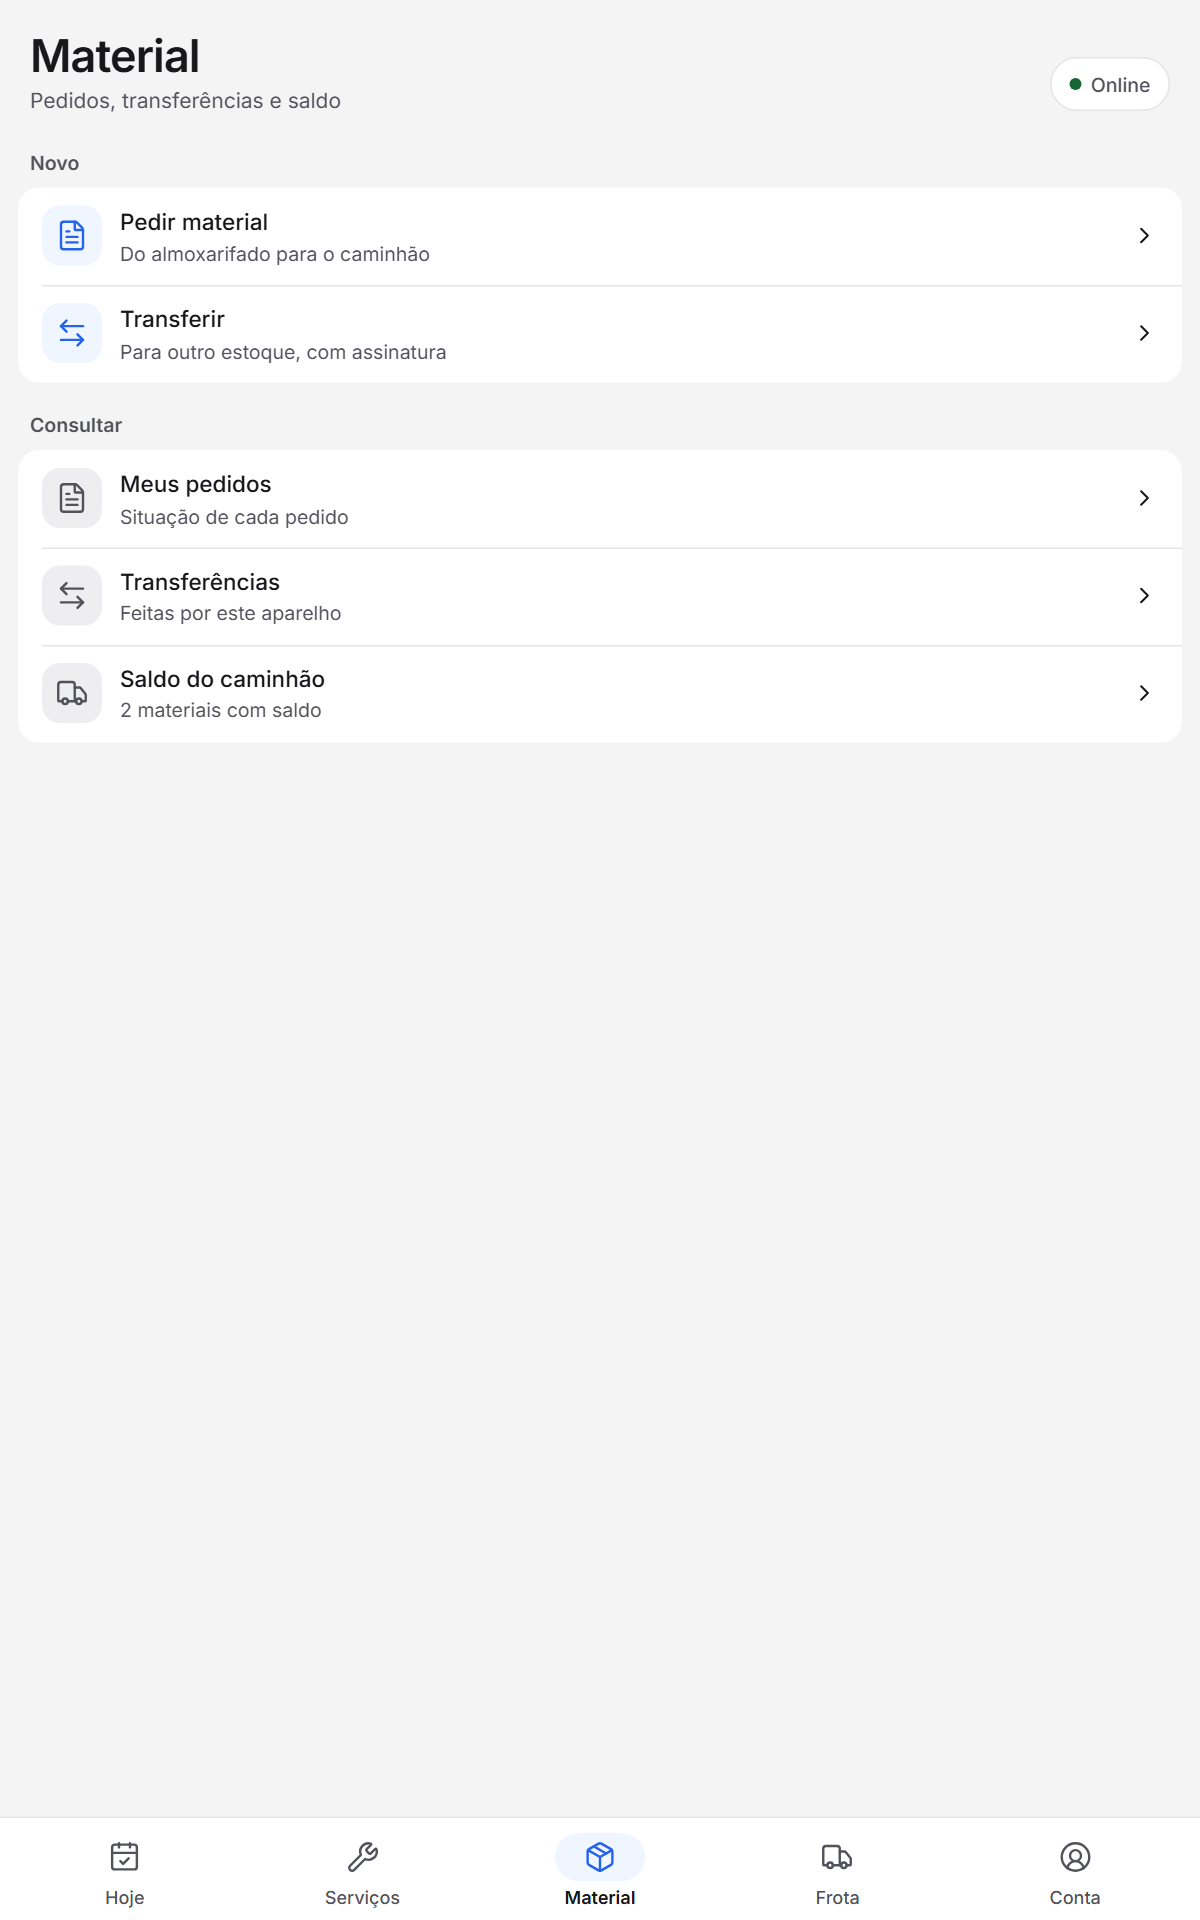 Material
Pedidos, transferências e saldo
Online
Novo
Pedir material
Do almoxarifado para o caminhão
Transferir
Para outro estoque, com assinatura
Consultar
Meus pedidos
Situação de cada pedido
Transferências
Feitas por este aparelho
Saldo do caminhão
2 materiais com saldo
Hoje
Serviços
Material
Frota
Conta